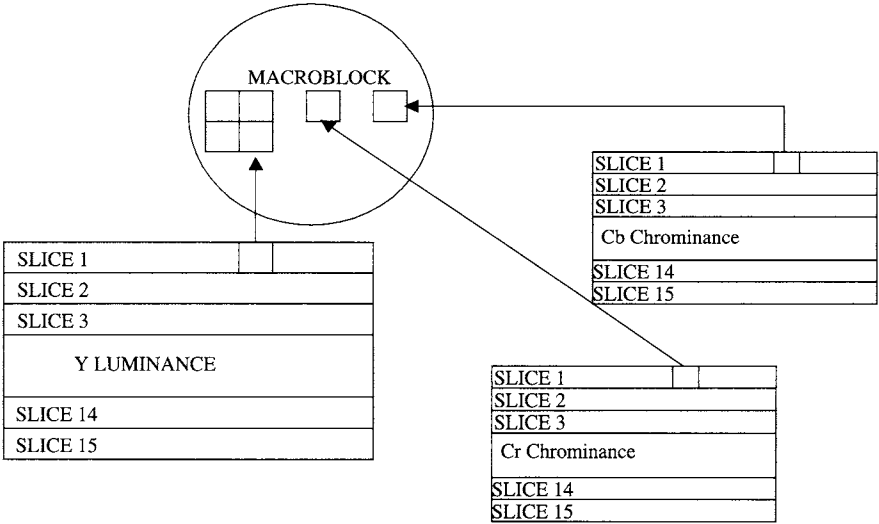 MACROBLOCK
SLICE 1
SLICE 2
SLICE 3
Y LUMINANCE
SLICE 14
SLICE 15
SLICE 1
SLICE 2
SLICE 3
Cb Chrominance
SLICE 14
SLICE 15
SLICE 1
SLICE 2
SLICE 3
Cr Chrominance
SLICE 14
SLICE 15